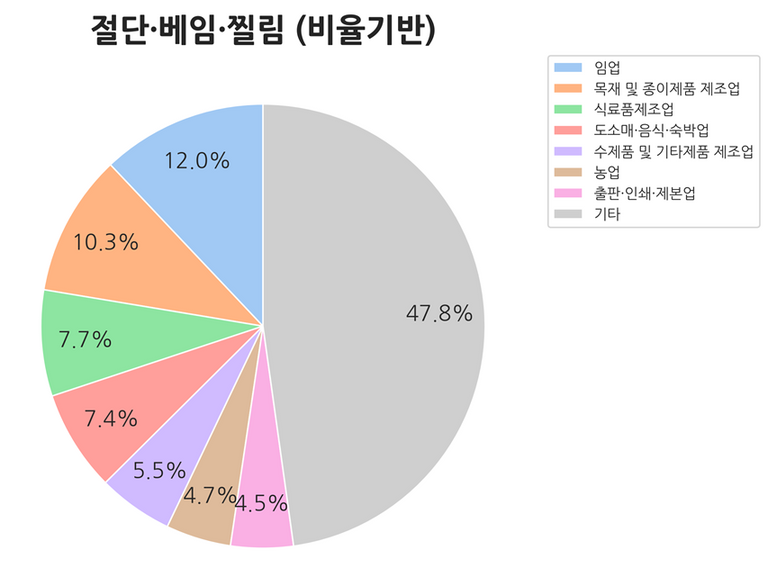 절단·베임·찔림 (비율기반)
임업
목재 및 종이제품 제조업
식료품제조업
도소매·음식·숙박업
수제품 및 기타제품 제조업
농업
출판·인쇄·제본업
기타
12.0%
10.3%
47.8%
7.7%
7.4%
5.5%
4.7%
4.5%